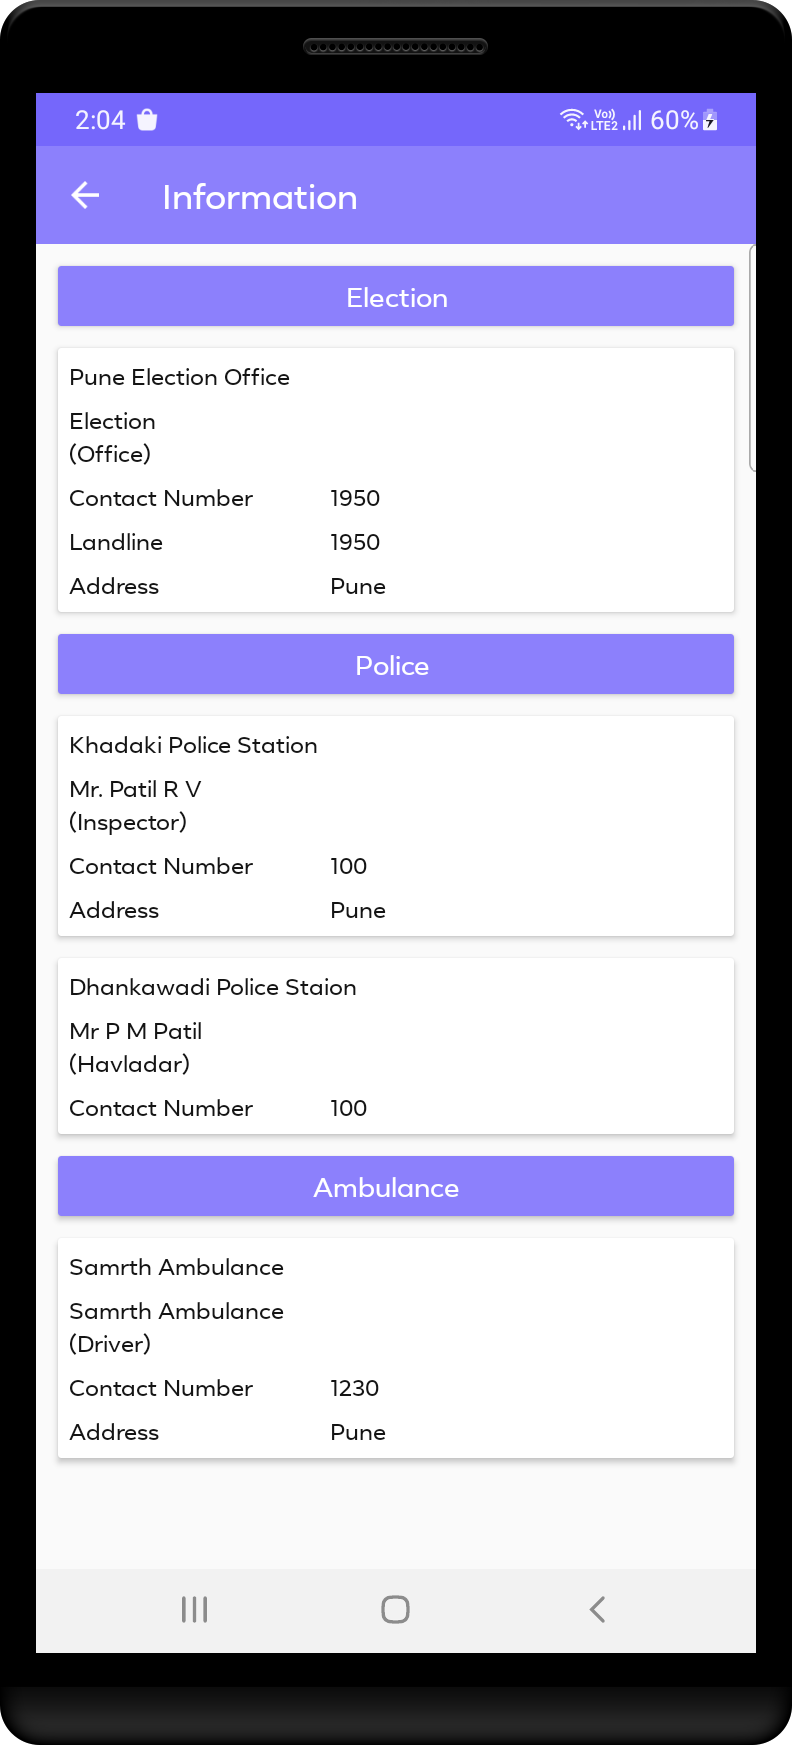 2:04 Vo)) LTE2 60%
Information
Election
Pune Election Office
Election
(Office)
Contact Number 1950
Landline 1950
Address Pune
Police
Khadaki Police Station
Mr. Patil R V
(Inspector)
Contact Number 100
Address Pune
Dhankawadi Police Staion
Mr P M Patil
(Havladar)
Contact Number 100
Ambulance
Samrth Ambulance
Samrth Ambulance
(Driver)
Contact Number 1230
Address Pune